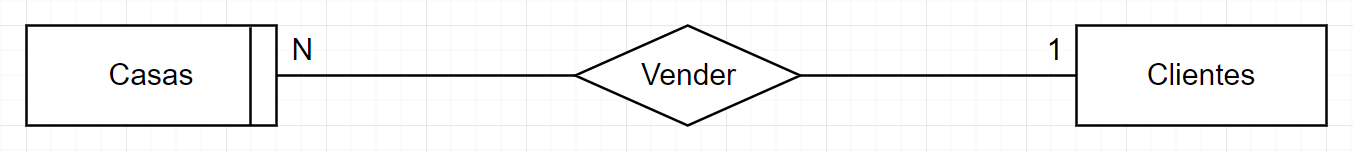 Casas
N
Vender
1
Clientes